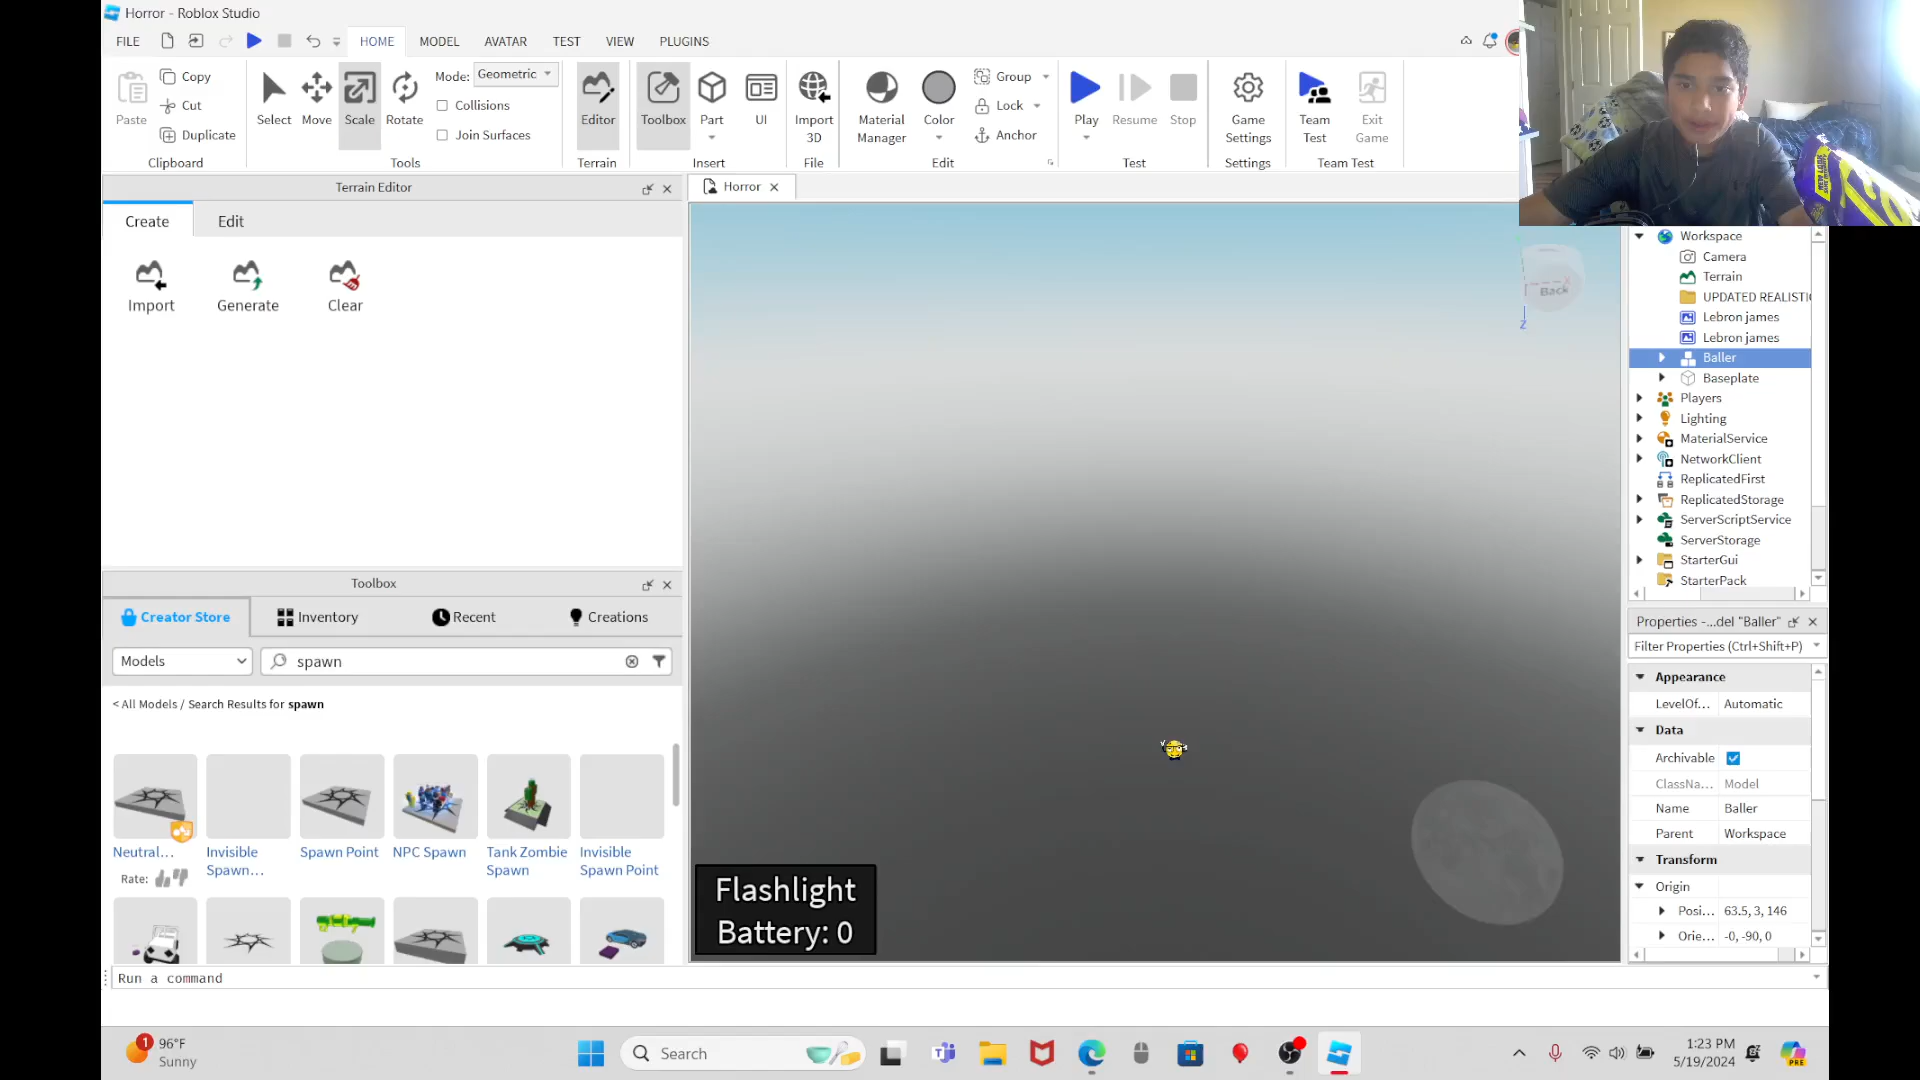 Horror - Roblox Studio
FILE HOME MODEL AVATAR TEST VIEW PLUGINS
Paste Copy Cut Duplicate Clipboard
Select Move Scale Rotate Mode: Geometric Collisions Join Surfaces Tools
Editor Terrain
Toolbox Part UI Insert
Import 3D File
Material Manager Color Group Lock Anchor Edit
Play Resume Stop Test
Game Settings Settings
Team Test Exit Game Team Test
Terrain Editor
Create Edit
Import Generate Clear
Toolbox
Creator Store Inventory Recent Creations
Models spawn
< All Models / Search Results for spawn
Neutral... Invisible Spawn... Spawn Point NPC Spawn Tank Zombie Spawn Invisible Spawn Point
Rate:
Horror
Back
Z
Flashlight
Battery: 0
Workspace
Camera
Terrain
UPDATED REALISTI
Lebron james
Lebron james
Baller
Baseplate
Players
Lighting
MaterialService
NetworkClient
ReplicatedFirst
ReplicatedStorage
ServerScriptService
ServerStorage
StarterGui
StarterPack
Properties -...del "Baller"
Filter Properties (Ctrl+Shift+P)
Appearance
LevelOf... Automatic
Data
Archivable
ClassNa... Model
Name Baller
Parent Workspace
Transform
Origin
Posi... 63.5, 3, 146
Orie... -0, -90, 0
Run a command
1
96°F
Sunny
Search
1:23 PM
5/19/2024
PRE